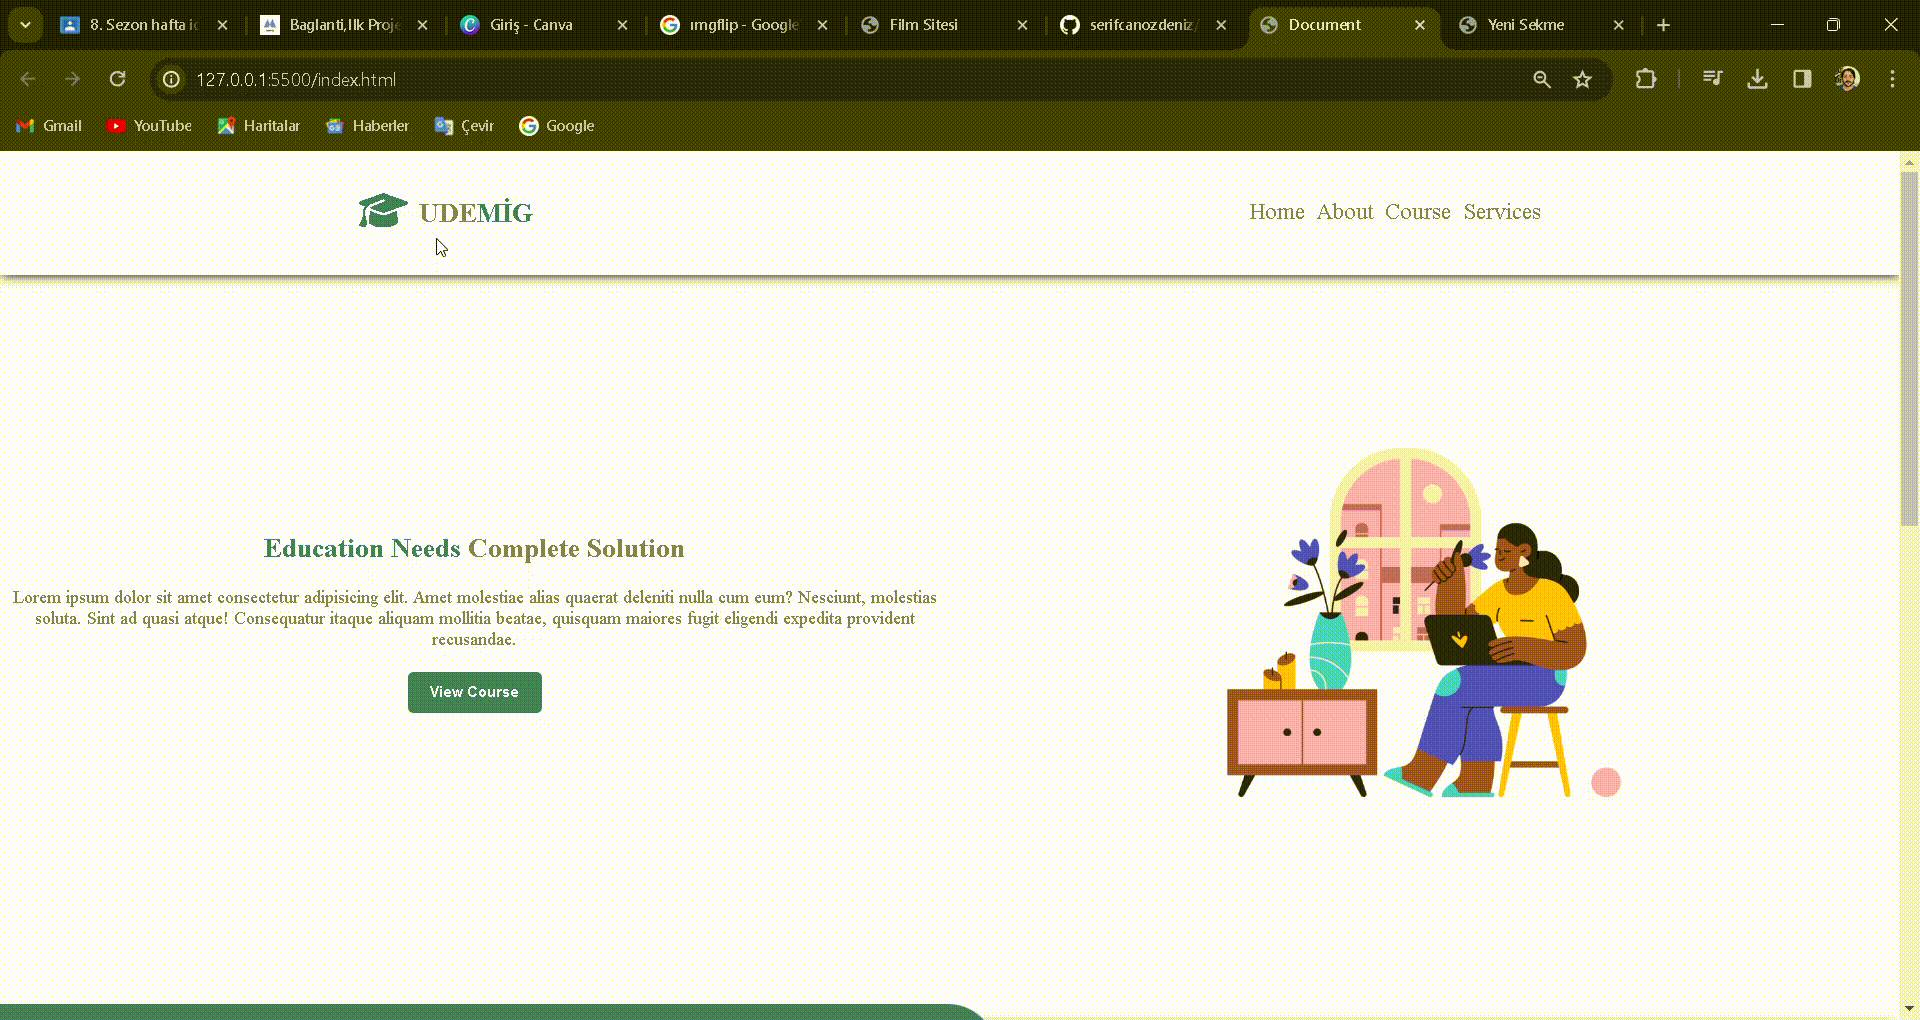 8. Sezon hafta iç
Baglanti,Ilk Proje
Giriş - Canva
ımgflip - Google
Film Sitesi
serifcanozdeniz/
Document
Yeni Sekme
127.0.0.1:5500/index.html
Gmail
YouTube
Haritalar
Haberler
Çevir
Google
UDEMİG
Home About Course Services
Education Needs Complete Solution
Lorem ipsum dolor sit amet consectetur adipisicing elit. Amet molestiae alias quaerat deleniti nulla cum eum? Nesciunt, molestias
soluta. Sint ad quasi atque! Consequatur itaque aliquam mollitia beatae, quisquam maiores fugit eligendi expedita provident
recusandae.
View Course